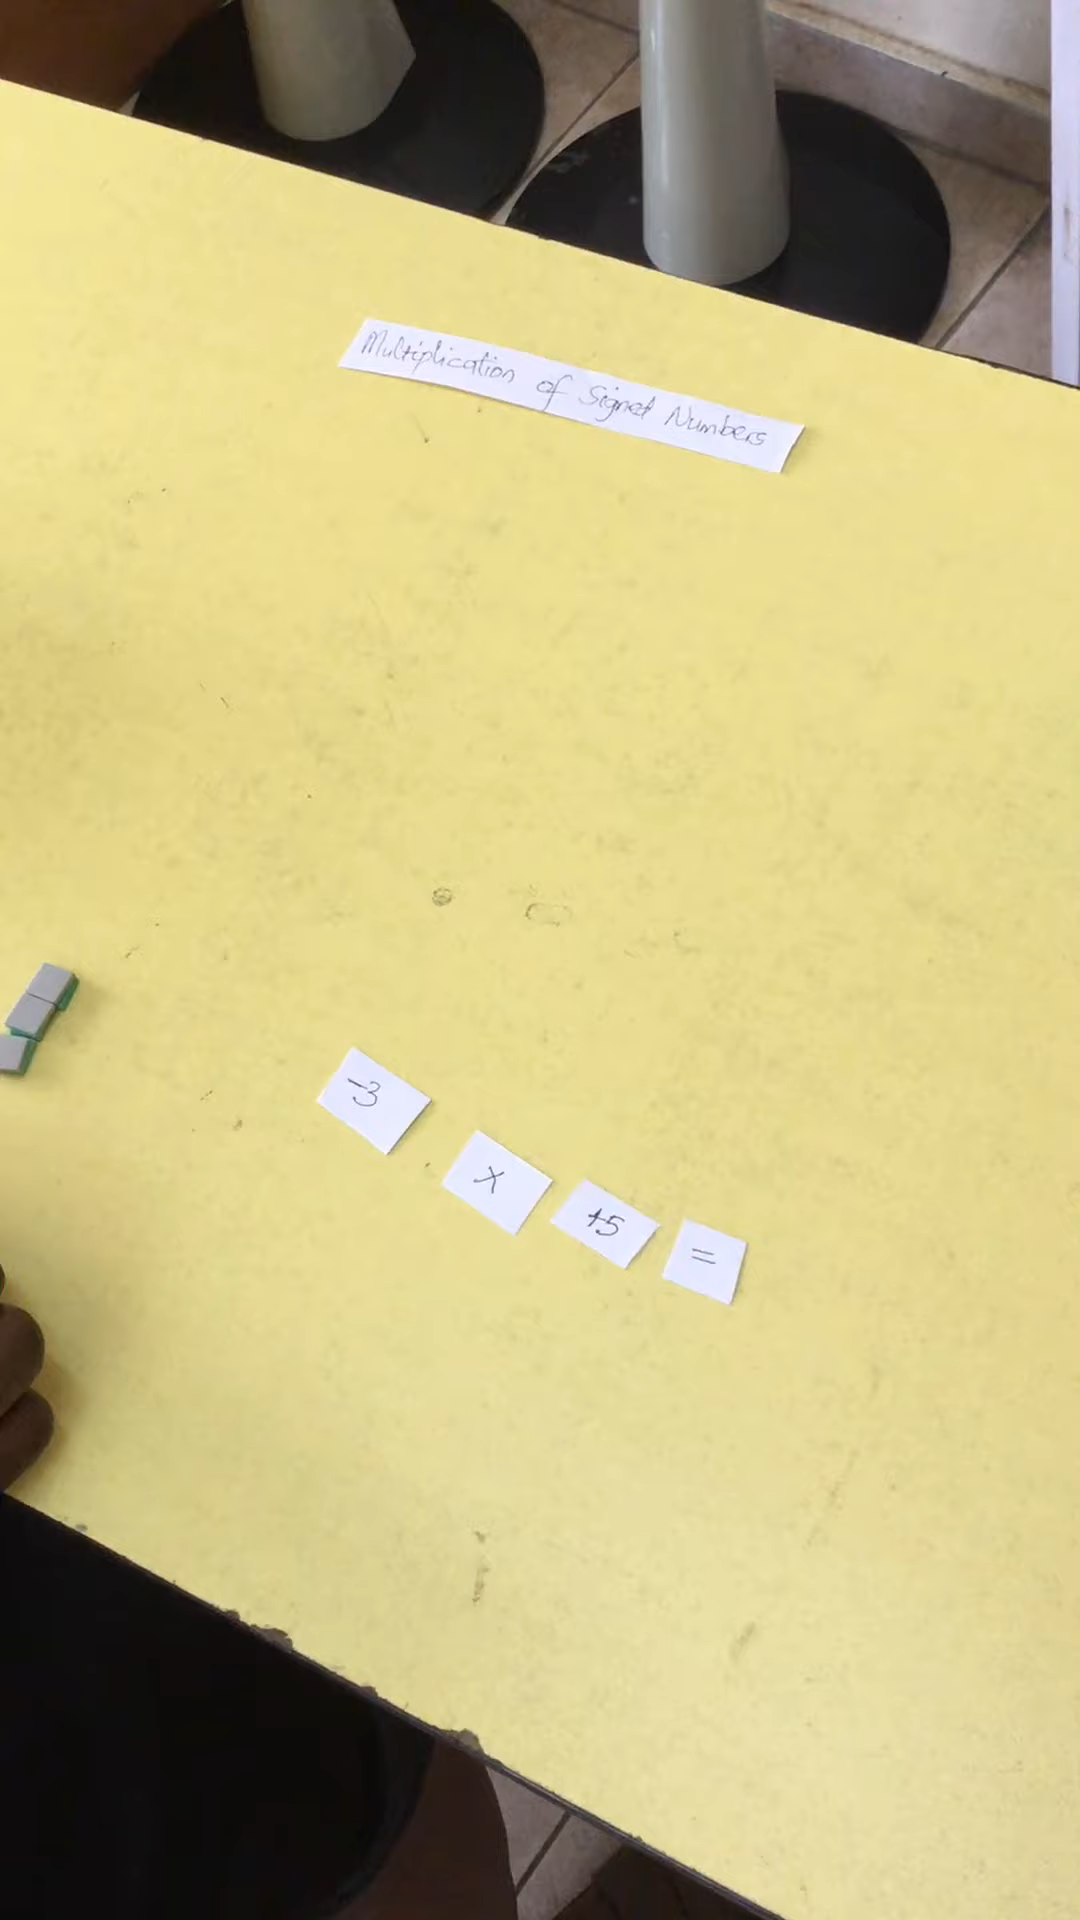 Multiplication of Signed Numbers
-3 × +5 =